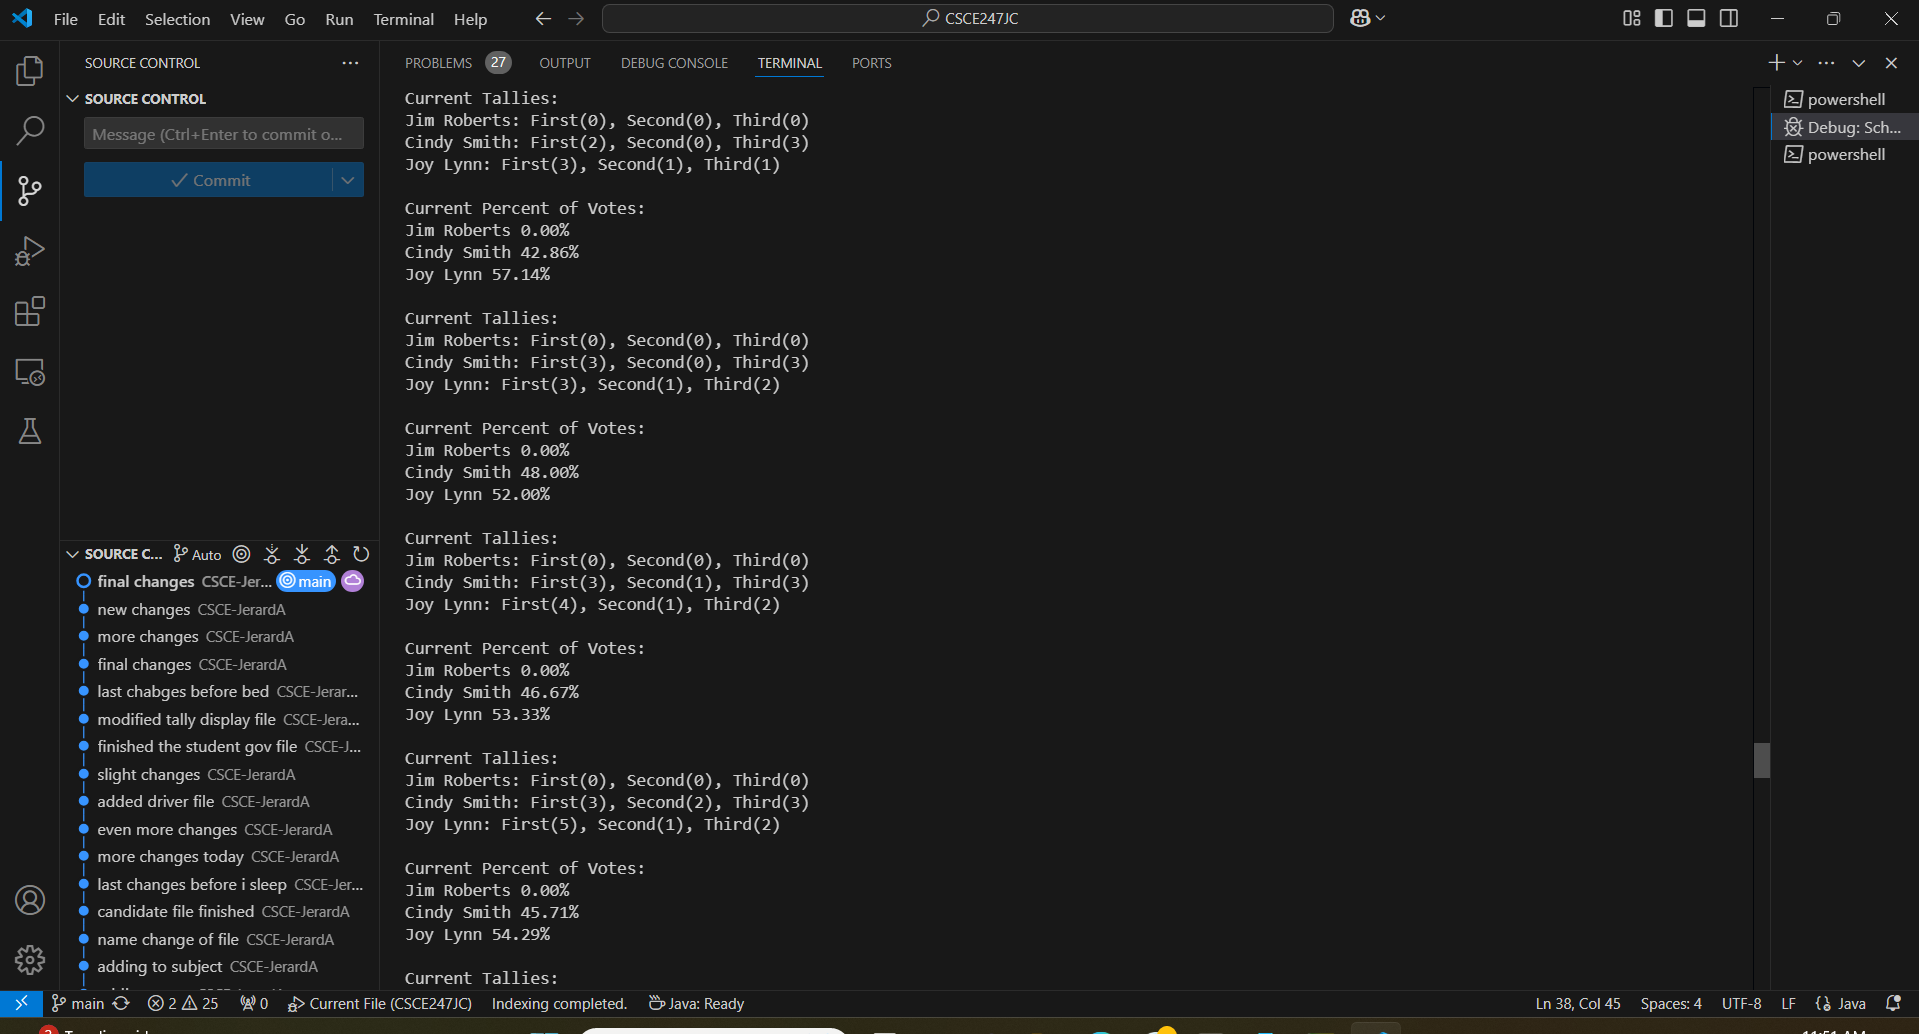 File Edit Selection View Go Run Terminal Help
CSCE247JC
SOURCE CONTROL
SOURCE CONTROL
Message (Ctrl+Enter to commit o...
Commit
SOURCE C... Auto
final changes CSCE-Jer... main
new changes CSCE-JerardA
more changes CSCE-JerardA
final changes CSCE-JerardA
last chabges before bed CSCE-Jerar...
modified tally display file CSCE-Jera...
finished the student gov file CSCE-J...
slight changes CSCE-JerardA
added driver file CSCE-JerardA
even more changes CSCE-JerardA
more changes today CSCE-JerardA
last changes before i sleep CSCE-Jer...
candidate file finished CSCE-JerardA
name change of file CSCE-JerardA
adding to subject CSCE-JerardA
PROBLEMS 27 OUTPUT DEBUG CONSOLE TERMINAL PORTS
Current Tallies:
Jim Roberts: First(0), Second(0), Third(0)
Cindy Smith: First(2), Second(0), Third(3)
Joy Lynn: First(3), Second(1), Third(1)
Current Percent of Votes:
Jim Roberts 0.00%
Cindy Smith 42.86%
Joy Lynn 57.14%
Current Tallies:
Jim Roberts: First(0), Second(0), Third(0)
Cindy Smith: First(3), Second(0), Third(3)
Joy Lynn: First(3), Second(1), Third(2)
Current Percent of Votes:
Jim Roberts 0.00%
Cindy Smith 48.00%
Joy Lynn 52.00%
Current Tallies:
Jim Roberts: First(0), Second(0), Third(0)
Cindy Smith: First(3), Second(1), Third(3)
Joy Lynn: First(4), Second(1), Third(2)
Current Percent of Votes:
Jim Roberts 0.00%
Cindy Smith 46.67%
Joy Lynn 53.33%
Current Tallies:
Jim Roberts: First(0), Second(0), Third(0)
Cindy Smith: First(3), Second(2), Third(3)
Joy Lynn: First(5), Second(1), Third(2)
Current Percent of Votes:
Jim Roberts 0.00%
Cindy Smith 45.71%
Joy Lynn 54.29%
Current Tallies:
powershell
Debug: Sch...
powershell
main 2 25 0 Current File (CSCE247JC) Indexing completed. Java: Ready
Ln 38, Col 45 Spaces: 4 UTF-8 LF Java